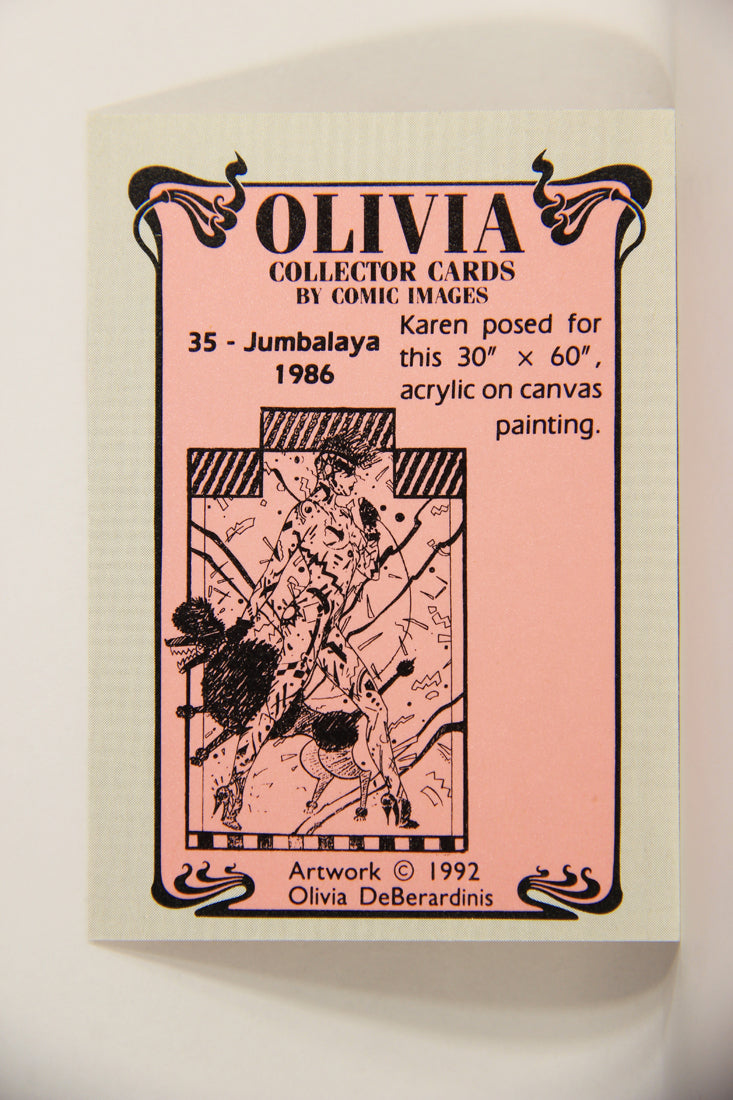 OLIVIA
COLLECTOR CARDS
BY COMIC IMAGES
35 - Jumbalaya
1986
Karen posed for
this 30" × 60",
acrylic on canvas
painting.
Artwork © 1992
Olivia DeBerardinis